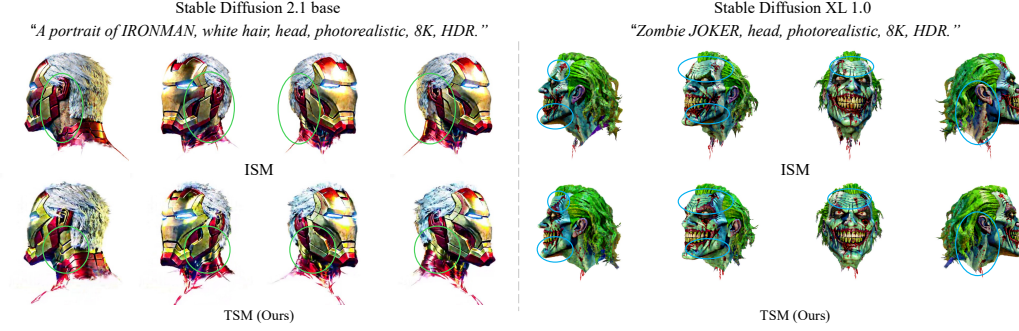 Stable Diffusion 2.1 base
“A portrait of IRONMAN, white hair, head, photorealistic, 8K, HDR.”
ISM
TSM (Ours)
Stable Diffusion XL 1.0
“Zombie JOKER, head, photorealistic, 8K, HDR.”
ISM
TSM (Ours)